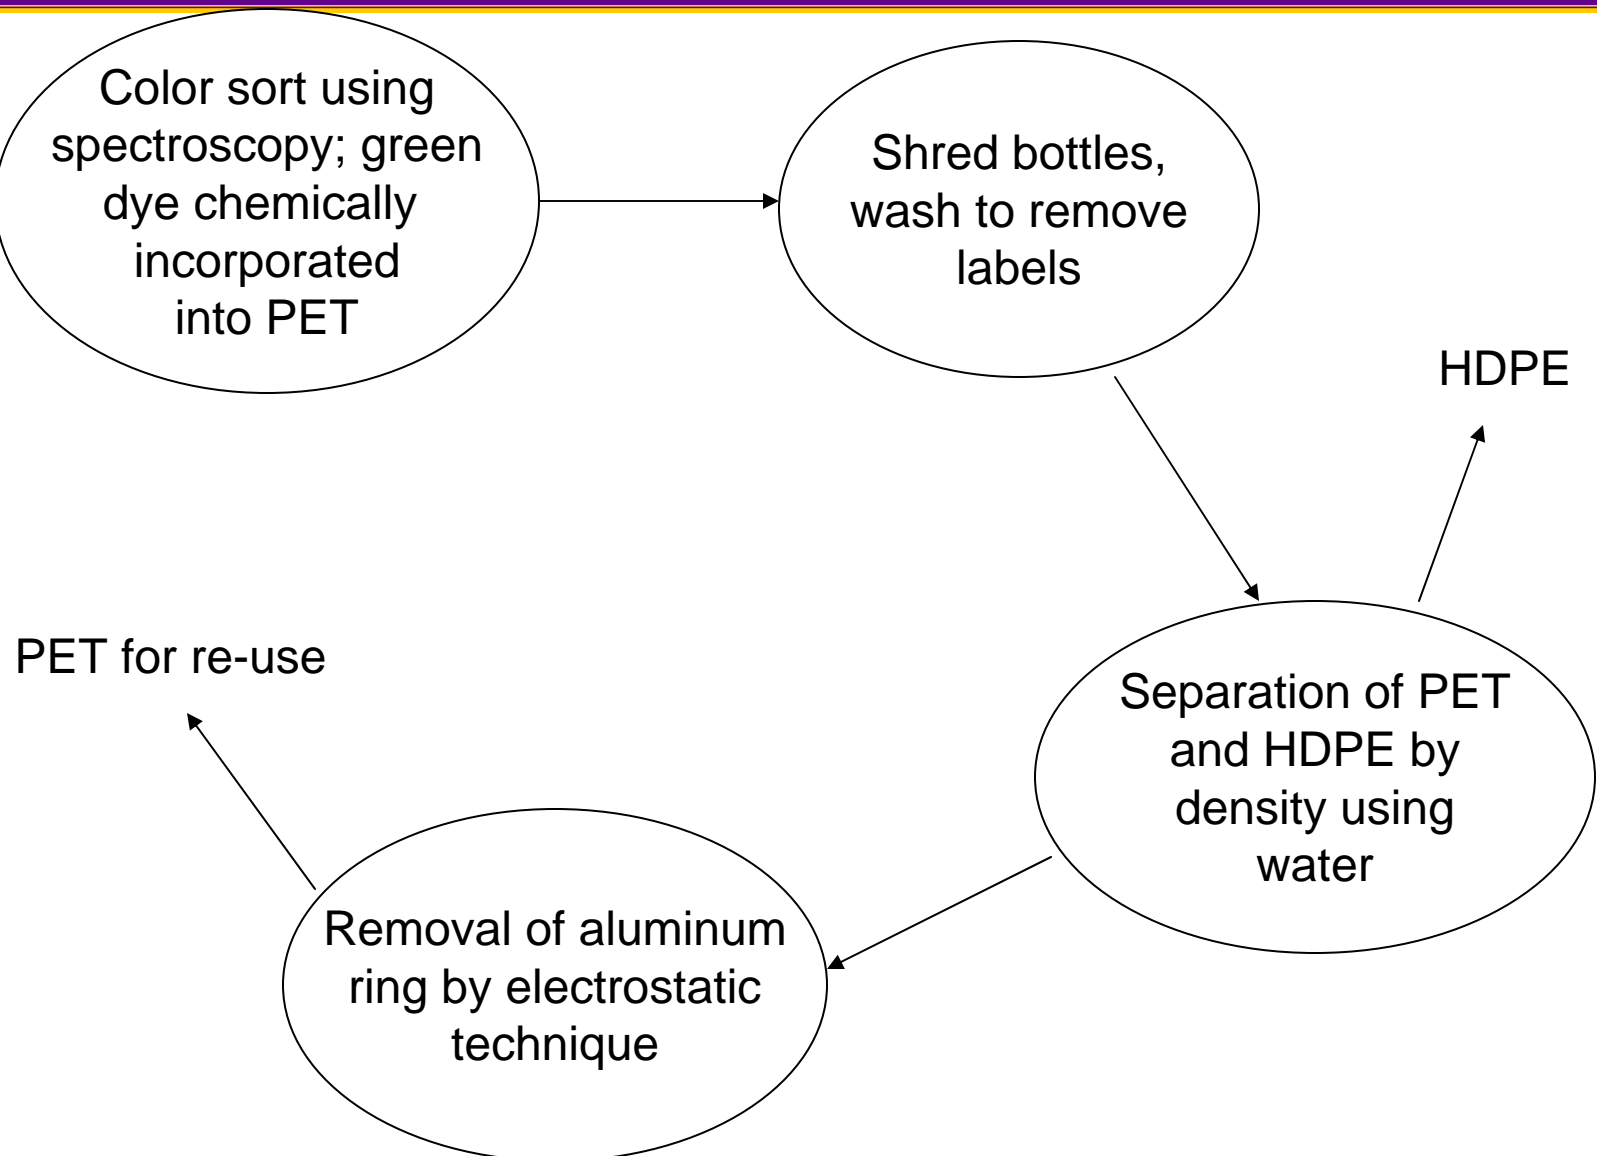 Color sort using
spectroscopy; green
dye chemically
incorporated
into PET
Shred bottles,
wash to remove
labels
HDPE
Separation of PET
and HDPE by
density using
water
PET for re-use
Removal of aluminum
ring by electrostatic
technique